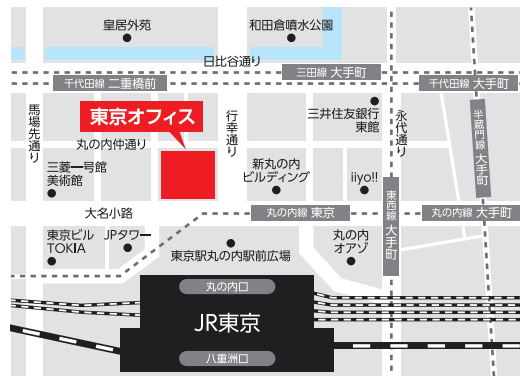 皇居外苑
和田倉噴水公園
日比谷通り
三田線 大手町
千代田線 二重橋前
千代田線 大手町
馬場先通り
東京オフィス
行幸通り
三井住友銀行
東館
永代通り
半蔵門線 大手町
丸の内仲通り
三菱一号館
美術館
新丸の内
ビルディング
iiyo!!
東西線 大手町
大名小路
丸の内線 東京
丸の内線 大手町
東京ビル
TOKIA
JPタワー
東京駅丸の内駅前広場
丸の内
オアゾ
丸の内口
JR東京
八重洲口